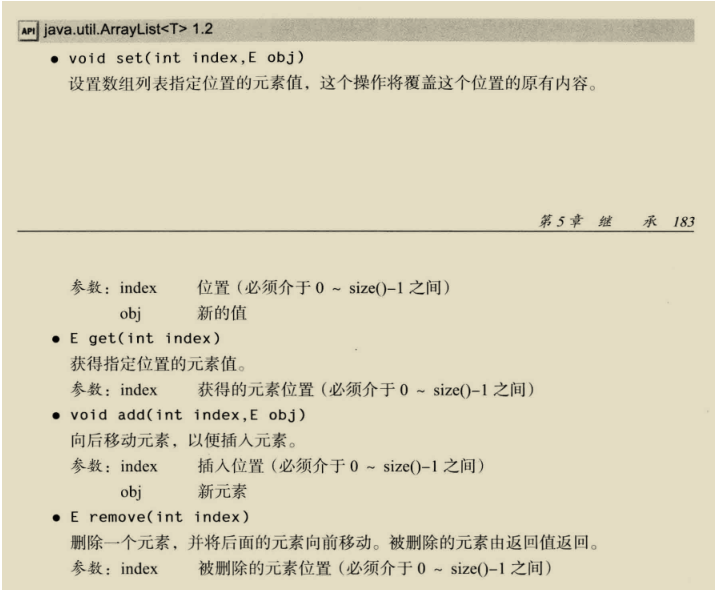 API java.util.ArrayList<T> 1.2
● void set(int index,E obj)
设置数组列表指定位置的元素值，这个操作将覆盖这个位置的原有内容。
第5章 继 承 183
参数：index 位置（必须介于 0 ~ size()–1 之间）
obj 新的值
● E get(int index)
获得指定位置的元素值。
参数：index 获得的元素位置（必须介于 0 ~ size()–1 之间）
● void add(int index,E obj)
向后移动元素，以便插入元素。
参数：index 插入位置（必须介于 0 ~ size()–1 之间）
obj 新元素
● E remove(int index)
删除一个元素，并将后面的元素向前移动。被删除的元素由返回值返回。
参数：index 被删除的元素位置（必须介于 0 ~ size()–1 之间）